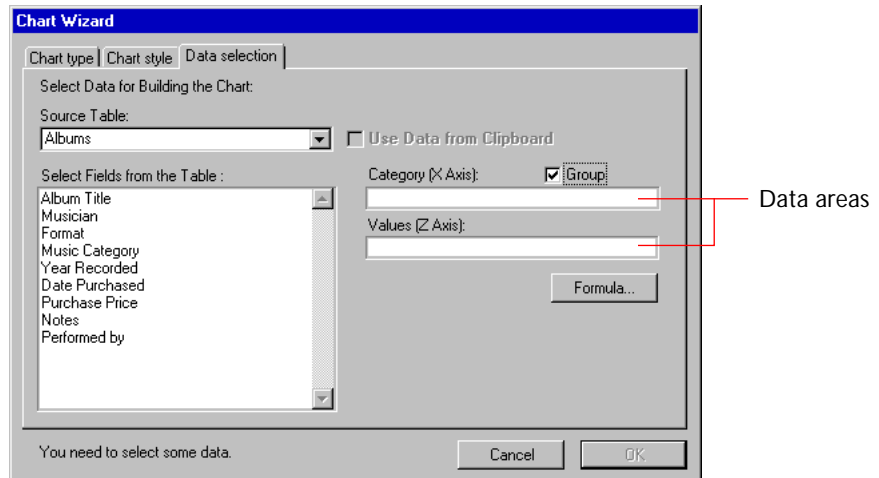 Chart Wizard
Chart type Chart style Data selection
Select Data for Building the Chart:
Source Table:
Albums
Use Data from Clipboard
Select Fields from the Table :
Category (X Axis):
Group
Album Title
Musician
Format
Music Category
Year Recorded
Date Purchased
Purchase Price
Notes
Performed by
Values (Z Axis):
Data areas
Formula...
You need to select some data.
Cancel
OK